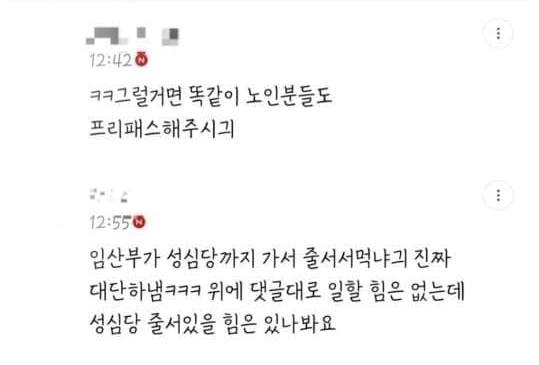 12:42 N
ㅋㅋ그럴거면 똑같이 노인분들도
프리패스해주시긔
12:55 N
임산부가 성심당까지 가서 줄서서먹냐긔 진짜
대단하냄ㅋㅋㅋ 위에 댓글대로 일할 힘은 없는데
성심당 줄서있을 힘은 있나봐요